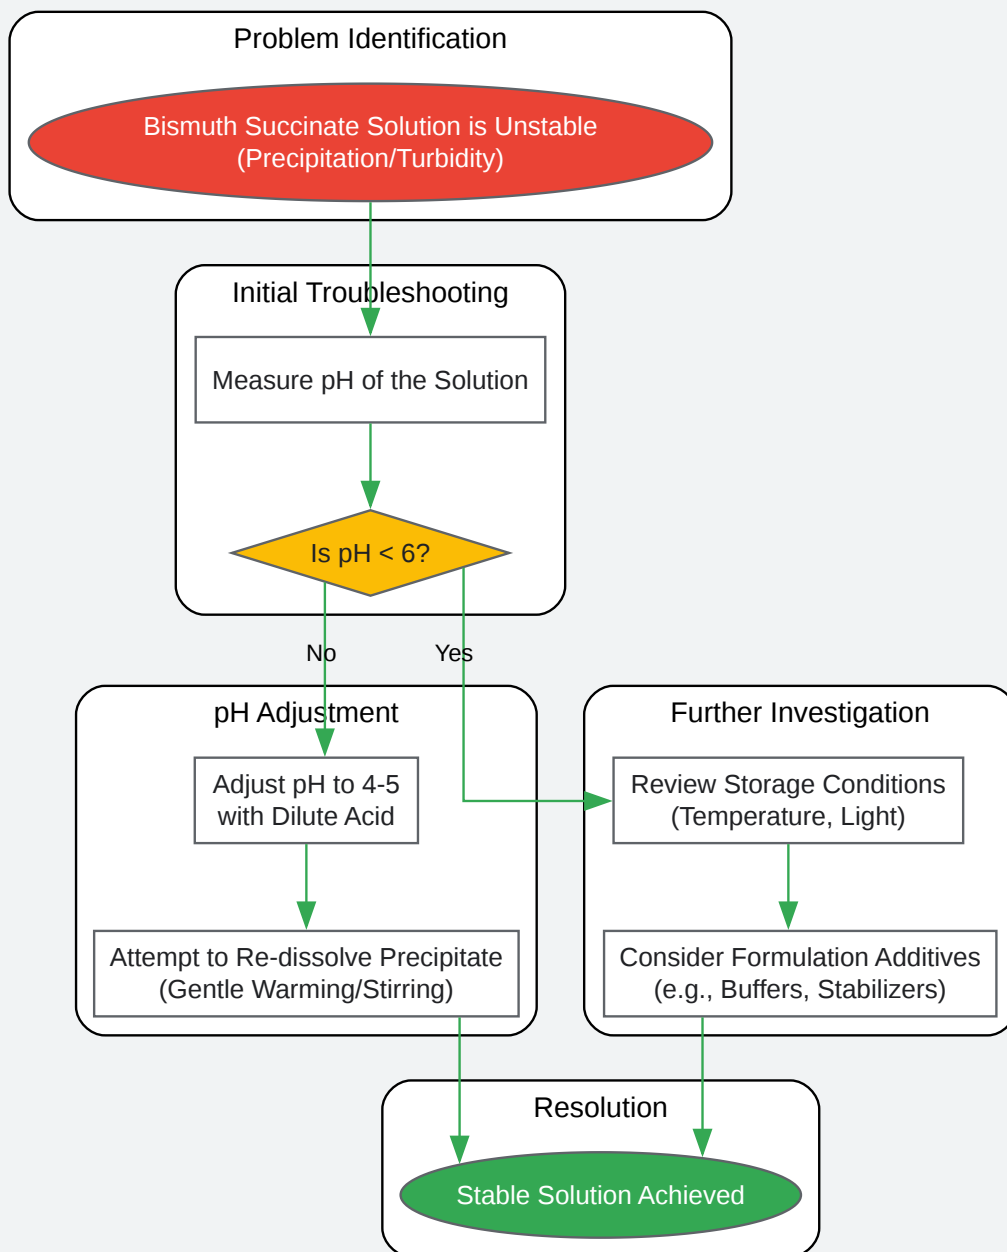 Problem Identification
Bismuth Succinate Solution is Unstable
(Precipitation/Turbidity)
Initial Troubleshooting
Measure pH of the Solution
Is pH < 6?
No
Yes
pH Adjustment
Adjust pH to 4-5
with Dilute Acid
Attempt to Re-dissolve Precipitate
(Gentle Warming/Stirring)
Further Investigation
Review Storage Conditions
(Temperature, Light)
Consider Formulation Additives
(e.g., Buffers, Stabilizers)
Resolution
Stable Solution Achieved